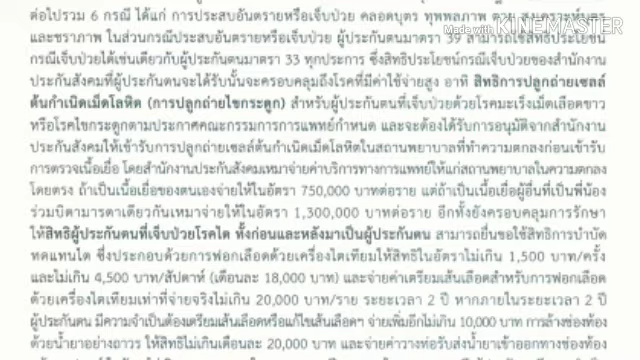 ต่อไปรวม 6 กรณี ได้แก่ การประสบอันตรายหรือเจ็บป่วย คลอดบุตร ทุพพลภาพ ตาย
และชราภาพ ในส่วนกรณีประสบอันตรายหรือเจ็บป่วย ผู้ประกันตนมาตรา 39 สามารถใช้สิทธิประโยชน์
กรณีเจ็บป่วยได้เช่นเดียวกับผู้ประกันตนมาตรา 33 ทุกประการ ซึ่งสิทธิประโยชน์กรณีเจ็บป่วยของสำนักงาน
ประกันสังคมที่ผู้ประกันตนจะได้รับนั้นจะครอบคลุมถึงโรคที่มีค่าใช้จ่ายสูง อาทิ สิทธิการปลูกถ่ายเซลล์
ต้นกำเนิดเม็ดโลหิต (การปลูกถ่ายไขกระดูก) สำหรับผู้ประกันตนที่เจ็บป่วยด้วยโรคมะเร็งเม็ดเลือดขาว
หรือโรคไขกระดูกตามประกาศคณะกรรมการการแพทย์กำหนด และจะต้องได้รับการอนุมัติจากสำนักงาน
ประกันสังคมให้เข้ารับการปลูกถ่ายเซลล์ต้นกำเนิดเม็ดโลหิตในสถานพยาบาลที่ทำความตกลงก่อนเข้ารับ
การตรวจเนื้อเยื่อ โดยสำนักงานประกันสังคมเหมาจ่ายค่าบริการทางการแพทย์ให้แก่สถานพยาบาลในความตกลง
โดยตรง ถ้าเป็นเนื้อเยื่อของตนเองจ่ายให้ในอัตรา 750,000 บาทต่อราย แต่ถ้าเป็นเนื้อเยื่อผู้อื่นที่เป็นพี่น้อง
ร่วมบิดามารดาเดียวกันเหมาจ่ายให้ในอัตรา 1,300,000 บาทต่อราย อีกทั้งยังครอบคลุมการรักษา
ให้สิทธิผู้ประกันตนที่เจ็บป่วยโรคไต ทั้งก่อนและหลังมาเป็นผู้ประกันตน สามารถยื่นขอใช้สิทธิการบำบัด
ทดแทนไต ซึ่งประกอบด้วยการฟอกเลือดด้วยเครื่องไตเทียมให้สิทธิในอัตราไม่เกิน 1,500 บาท/ครั้ง
และไม่เกิน 4,500 บาท/สัปดาห์ (เดือนละ 18,000 บาท) และจ่ายค่าเตรียมเส้นเลือดสำหรับการฟอกเลือด
ด้วยเครื่องไตเทียมเท่าที่จ่ายจริงไม่เกิน 20,000 บาท/ราย ระยะเวลา 2 ปี หากภายในระยะเวลา 2 ปี
ผู้ประกันตน มีความจำเป็นต้องเตรียมเส้นเลือดหรือแก้ไขเส้นเลือดฯ จ่ายเพิ่มอีกไม่เกิน 10,000 บาท การล้างช่องท้อง
ด้วยน้ำยาอย่างถาวร ให้สิทธิไม่เกินเดือนละ 20,000 บาท และจ่ายค่าวางท่อรับส่งน้ำยาเข้าออกทางช่องท้อง